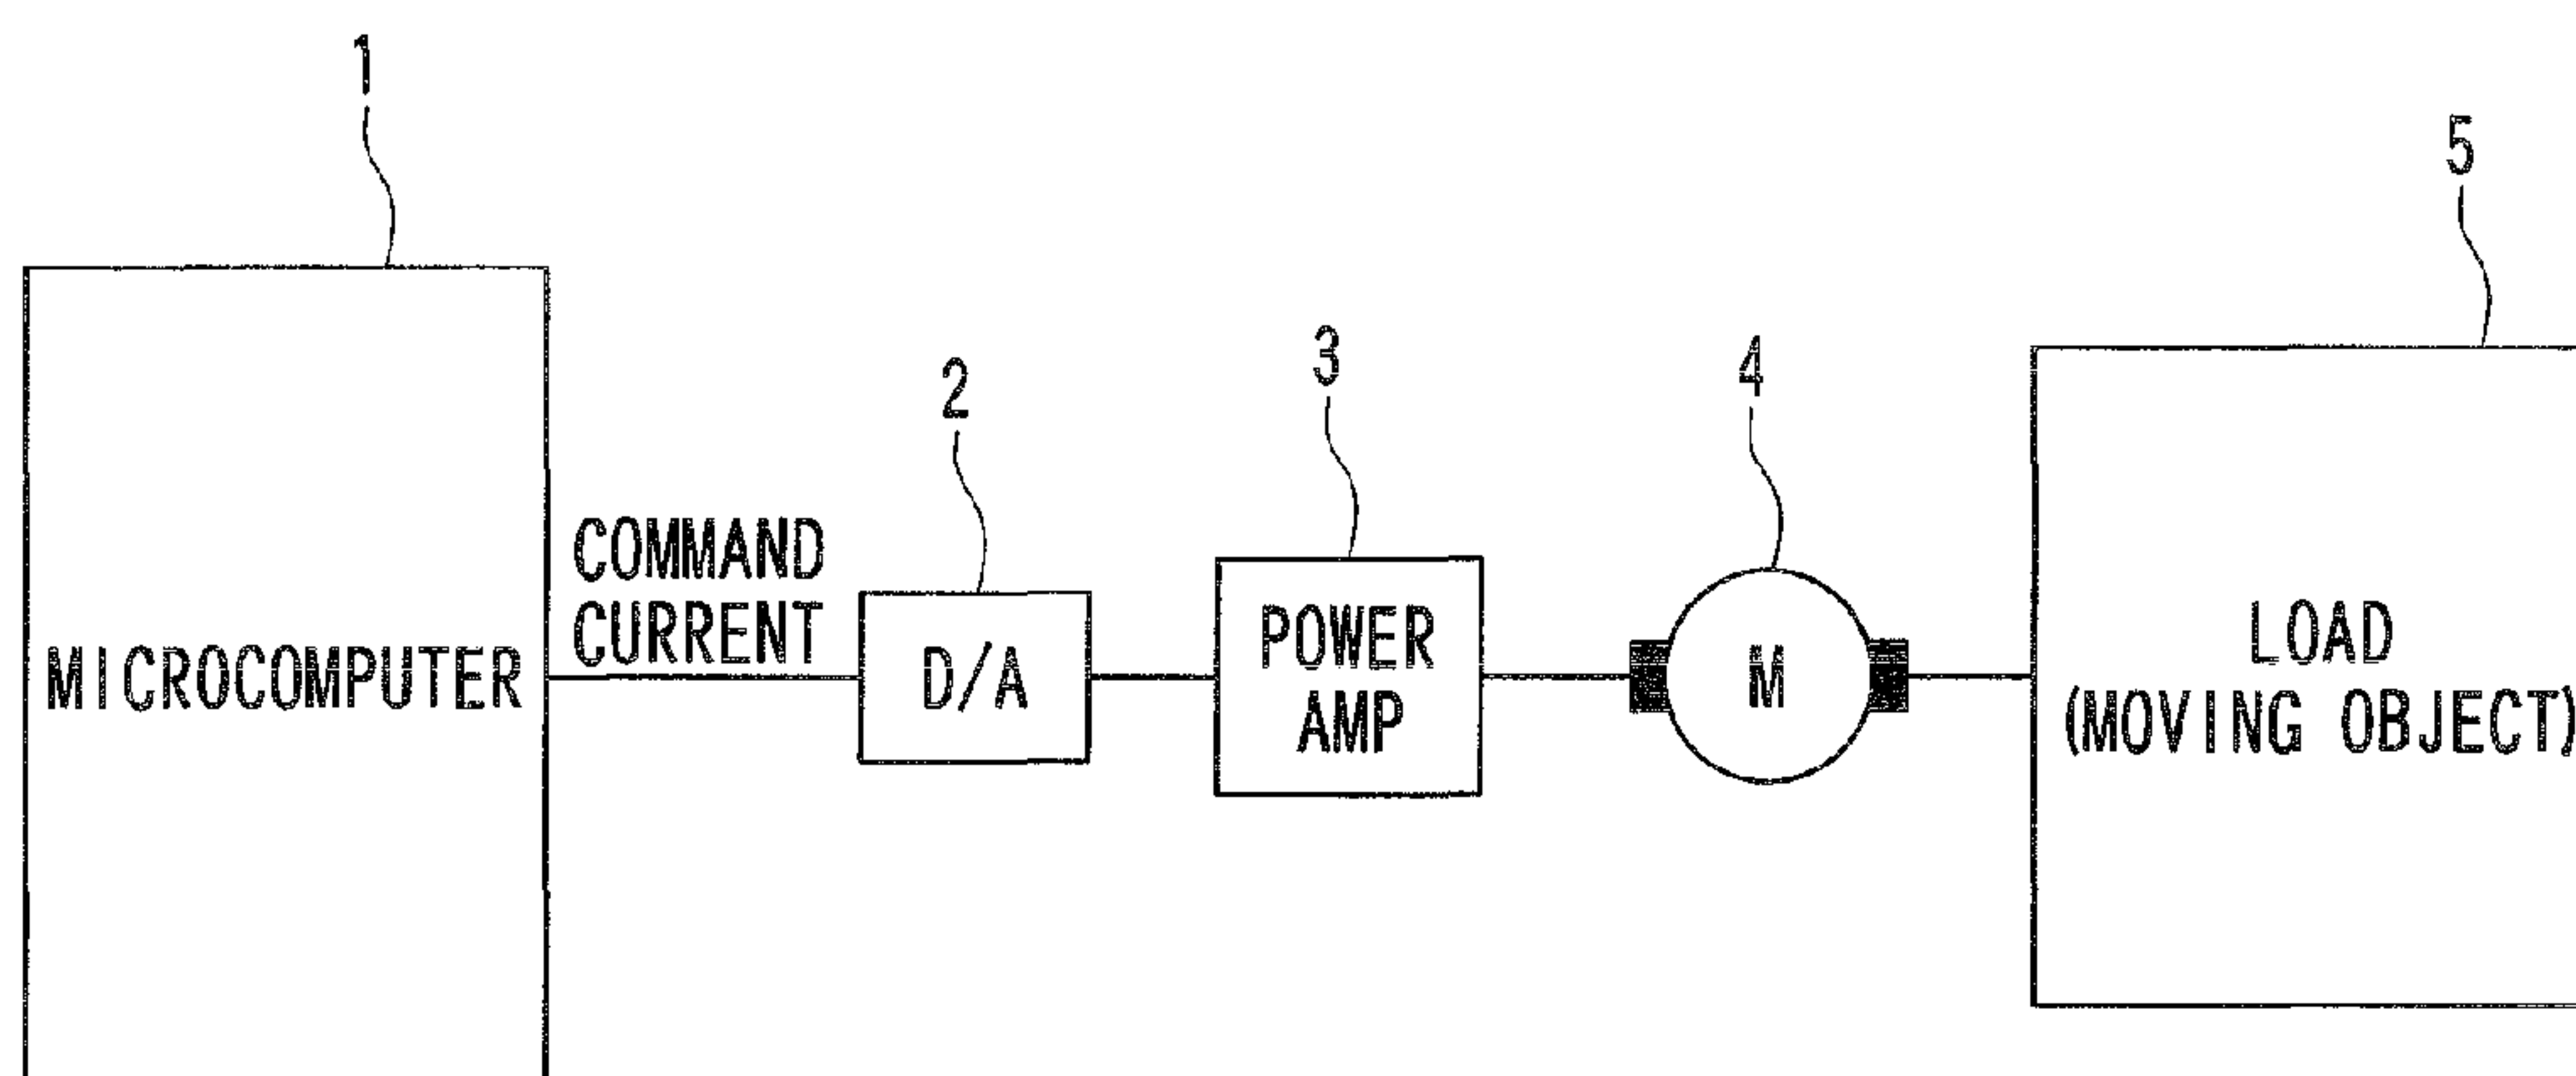 1
5
3
4
2
COMMAND
CURRENT
MICROCOMPUTER
D/A
POWER
AMP
M
LOAD
(MOVING OBJECT)